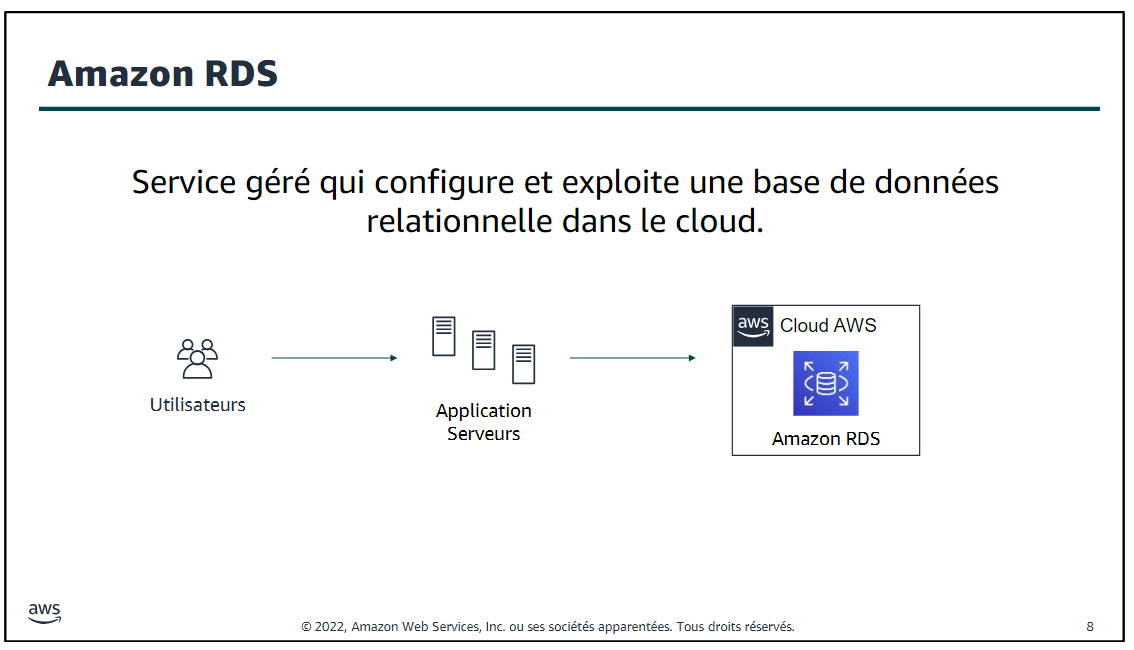 Amazon RDS
Service géré qui configure et exploite une base de données
relationnelle dans le cloud.
Utilisateurs
Application
Serveurs
aws
Cloud AWS
Amazon RDS
aws
© 2022, Amazon Web Services, Inc. ou ses sociétés apparentées. Tous droits réservés.
8